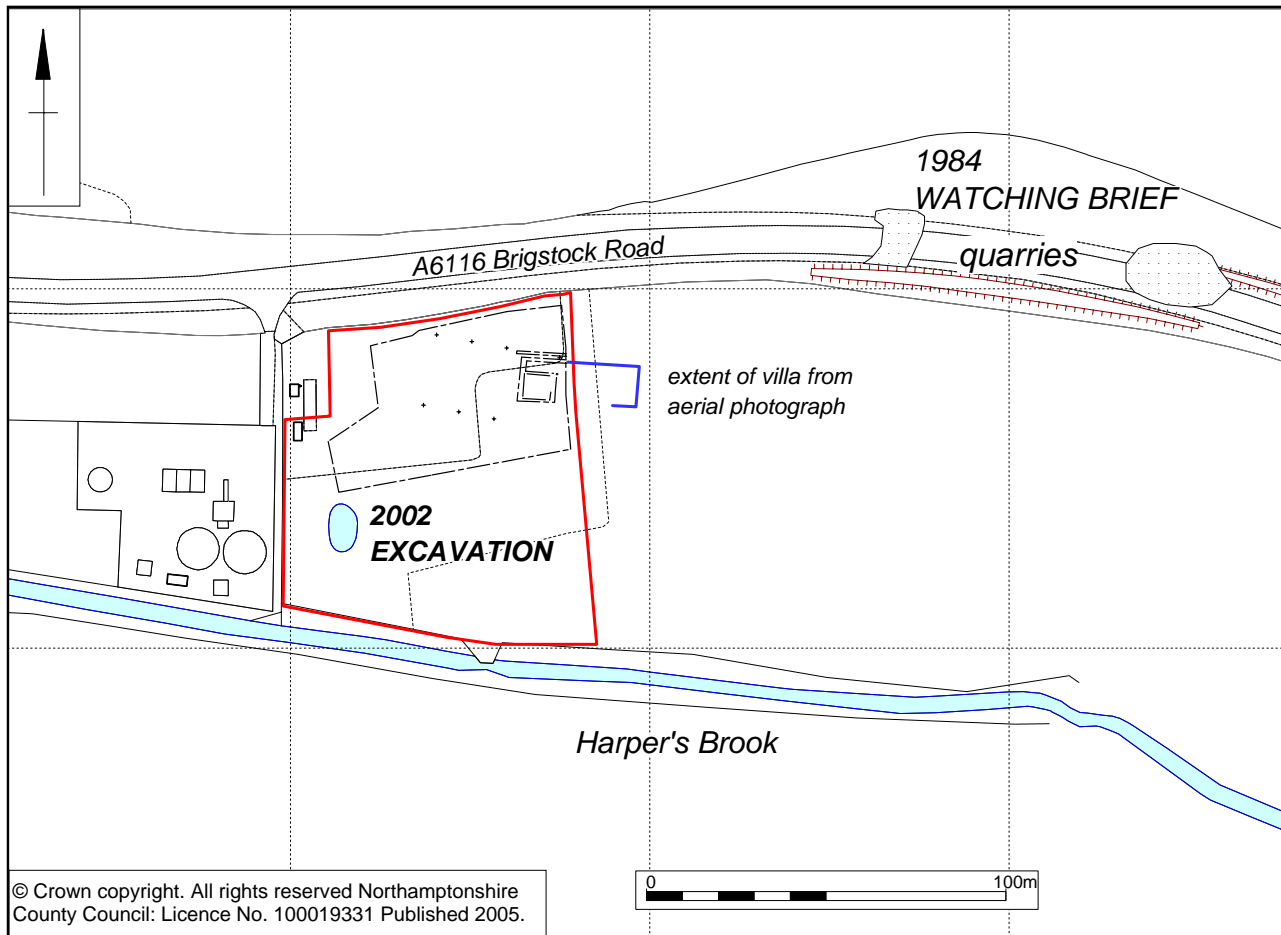 1984
WATCHING BRIEF
A6116 Brigstock Road
quarries
extent of villa from
aerial photograph
2002
EXCAVATION
Harper's Brook
© Crown copyright. All rights reserved Northamptonshire
County Council: Licence No. 100019331 Published 2005.
0 100m